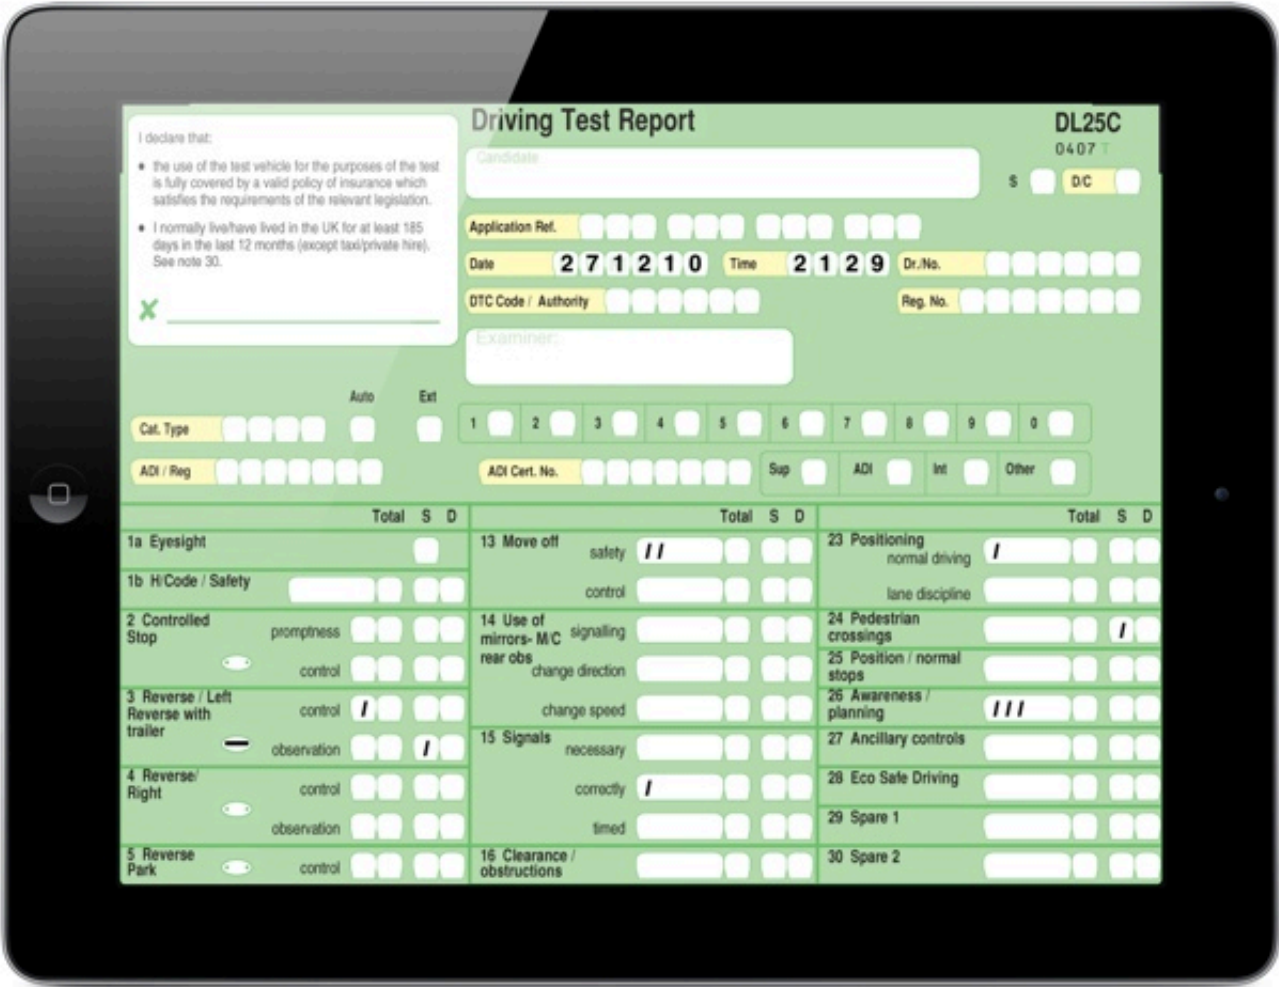 Driving Test Report
DL25C
0407 T
I declare that:
• the use of the test vehicle for the purposes of the test
is fully covered by a valid policy of insurance which
satisfies the requirements of the relevant legislation.
• I normally live/have lived in the UK for at least 185
days in the last 12 months (except taxi/private hire).
See note 30.
✘
Candidate
S D/C
Application Ref.
Date 271210 Time 2129 Dr./No.
DTC Code / Authority Reg. No.
Examiner:
Auto Ext
Cat. Type
1 2 3 4 5 6 7 8 9 0
ADI / Reg ADI Cert. No. Sup ADI Int Other
Total S D
1a Eyesight
1b H/Code / Safety
2 Controlled
Stop
promptness
control
3 Reverse / Left
Reverse with
trailer
control /
observation /
4 Reverse/
Right
control
observation
5 Reverse
Park
control
Total S D
13 Move off
safety / /
control
14 Use of
mirrors- M/C
rear obs
signalling
change direction
change speed
15 Signals
necessary
correctly /
timed
16 Clearance /
obstructions
Total S D
23 Positioning
normal driving /
lane discipline
24 Pedestrian
crossings /
25 Position / normal
stops
26 Awareness /
planning / / /
27 Ancillary controls
28 Eco Safe Driving
29 Spare 1
30 Spare 2